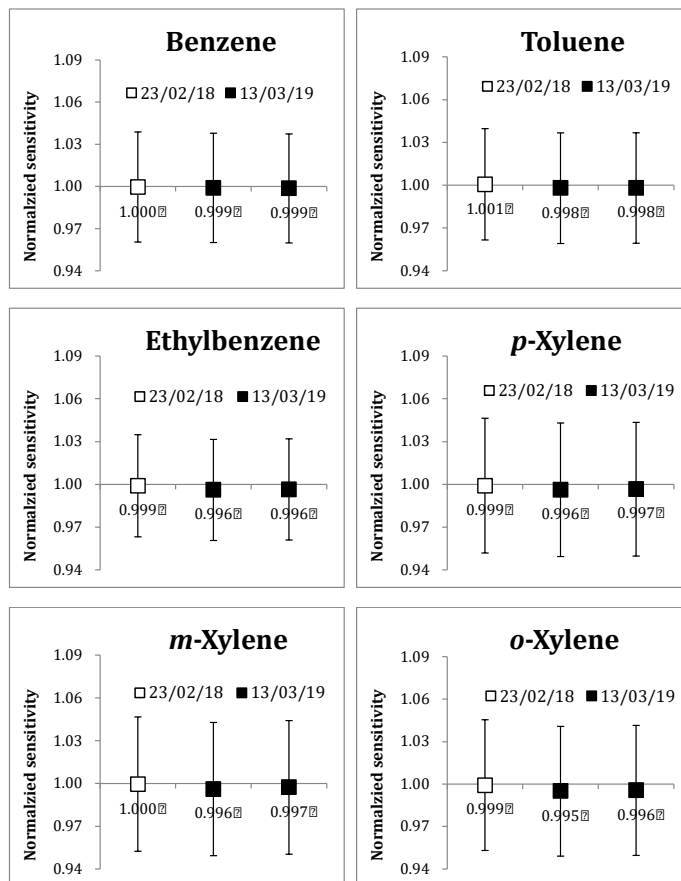 Benzene
1.09
1.06
1.03
1.00
0.97
0.94
Normalzied sensitivity
23/02/18 13/03/19
1.000 0.999 0.999
Toluene
1.09
1.06
1.03
1.00
0.97
0.94
Normalzied sensitivity
23/02/18 13/03/19
1.001 0.998 0.998
Ethylbenzene
1.09
1.06
1.03
1.00
0.97
0.94
Normalzied sensitivity
23/02/18 13/03/19
0.999 0.996 0.996
p-Xylene
1.09
1.06
1.03
1.00
0.97
0.94
Normalzied sensitivity
23/02/18 13/03/19
0.999 0.996 0.997
m-Xylene
1.09
1.06
1.03
1.00
0.97
0.94
Normalzied sensitivity
23/02/18 13/03/19
1.000 0.996 0.997
o-Xylene
1.09
1.06
1.03
1.00
0.97
0.94
Normalzied sensitivity
23/02/18 13/03/19
0.999 0.995 0.996